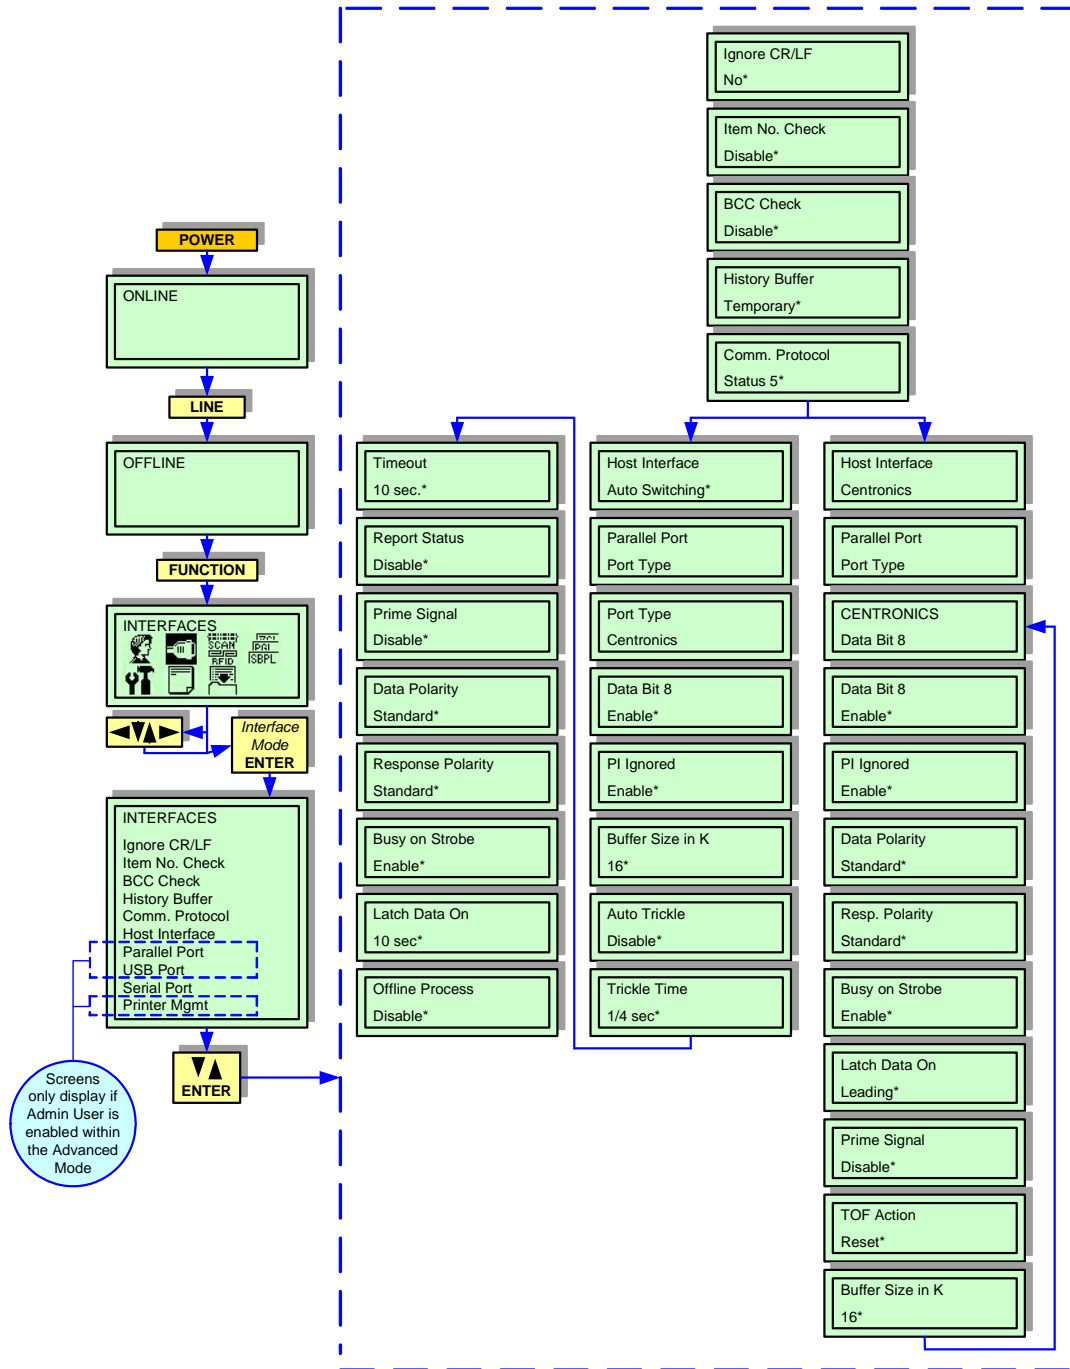 POWER
ONLINE
LINE
OFFLINE
FUNCTION
INTERFACES
SCAN
RFID
SBPL
Interface
Mode
ENTER
INTERFACES
Ignore CR/LF
Item No. Check
BCC Check
History Buffer
Comm. Protocol
Host Interface
Parallel Port
USB Port
Serial Port
Printer Mgmt
ENTER
Screens
only display if
Admin User is
enabled within
the Advanced
Mode
Ignore CR/LF
No*
Item No. Check
Disable*
BCC Check
Disable*
History Buffer
Temporary*
Comm. Protocol
Status 5*
Timeout
10 sec.*
Report Status
Disable*
Prime Signal
Disable*
Data Polarity
Standard*
Response Polarity
Standard*
Busy on Strobe
Enable*
Latch Data On
10 sec*
Offline Process
Disable*
Host Interface
Auto Switching*
Parallel Port
Port Type
Port Type
Centronics
Data Bit 8
Enable*
PI Ignored
Enable*
Buffer Size in K
16*
Auto Trickle
Disable*
Trickle Time
1/4 sec*
Host Interface
Centronics
Parallel Port
Port Type
CENTRONICS
Data Bit 8
Data Bit 8
Enable*
PI Ignored
Enable*
Data Polarity
Standard*
Resp. Polarity
Standard*
Busy on Strobe
Enable*
Latch Data On
Leading*
Prime Signal
Disable*
TOF Action
Reset*
Buffer Size in K
16*